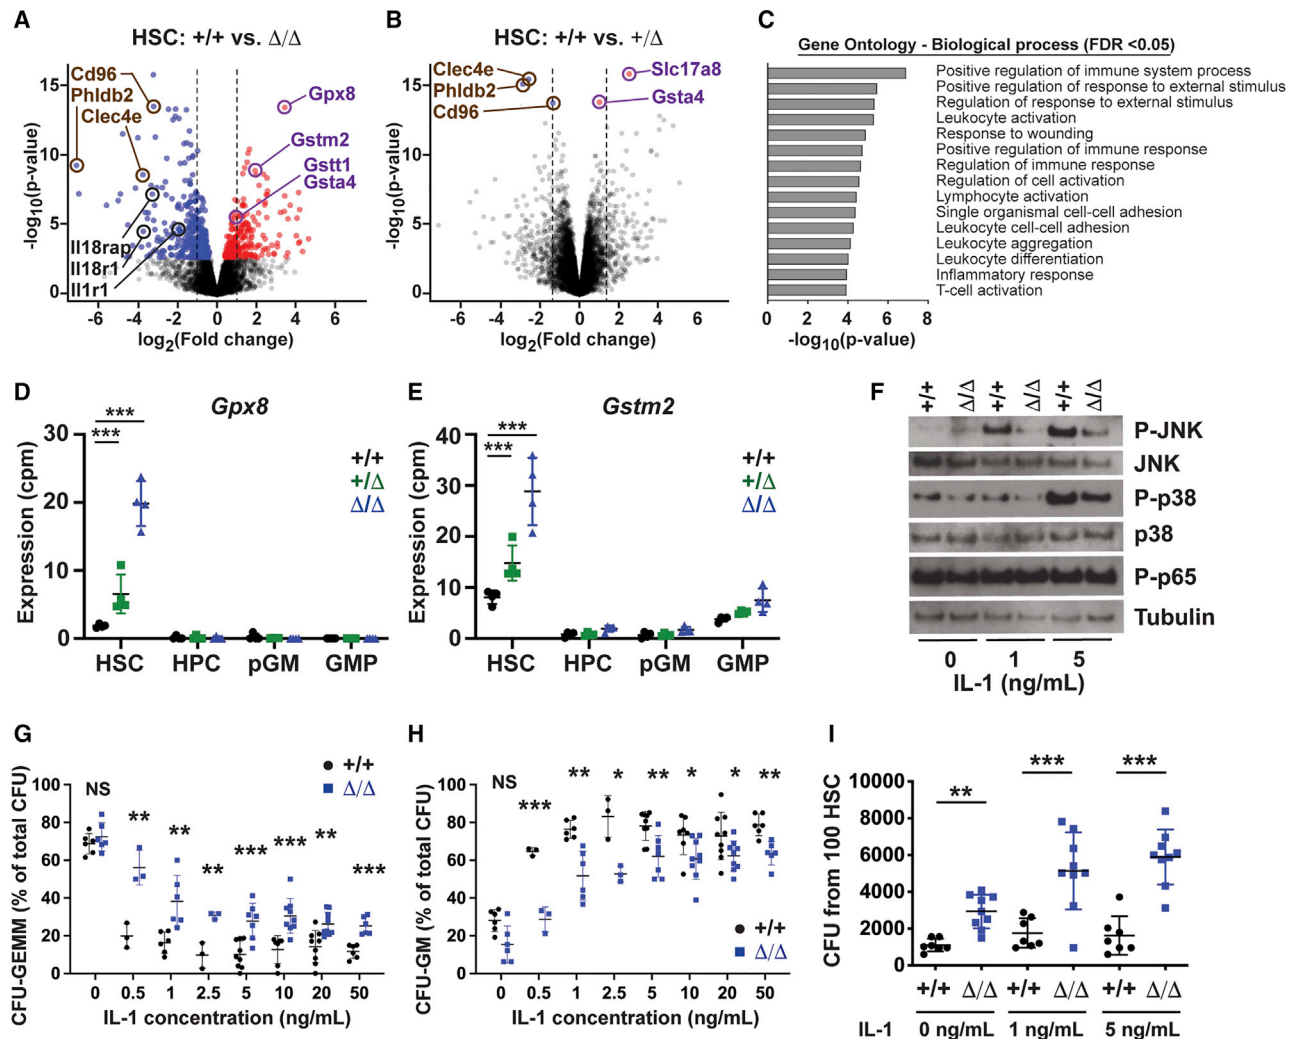 A
HSC: +/+ vs. Δ/Δ
Cd96
Phldb2
Clec4e
Gpx8
Gstm2
Gstt1
Gsta4
Il18rap
Il18r1
Il1r1
15
10
5
0
-log10(p-value)
-6 -4 -2 0 2 4 6
log2(Fold change)
B
HSC: +/+ vs. +/Δ
Clec4e
Phldb2
Cd96
Slc17a8
Gsta4
15
10
5
0
-log10(p-value)
-6 -4 -2 0 2 4 6
log2(Fold change)
C
Gene Ontology - Biological process (FDR <0.05)
Positive regulation of immune system process
Positive regulation of response to external stimulus
Regulation of response to external stimulus
Leukocyte activation
Response to wounding
Positive regulation of immune response
Regulation of immune response
Regulation of cell activation
Lymphocyte activation
Single organismal cell-cell adhesion
Leukocyte cell-cell adhesion
Leukocyte aggregation
Leukocyte differentiation
Inflammatory response
T-cell activation
0 2 4 6 8
-log10(p-value)
D
Gpx8
***
***
+/+
+/Δ
Δ/Δ
30
20
10
0
Expression (cpm)
HSC HPC pGM GMP
E
Gstm2
***
***
+/+
+/Δ
Δ/Δ
40
30
20
10
0
Expression (cpm)
HSC HPC pGM GMP
F
+/+ Δ/Δ +/+ Δ/Δ +/+ Δ/Δ
P-JNK
JNK
P-p38
p38
P-p65
Tubulin
0 1 5
IL-1 (ng/mL)
G
+/+
Δ/Δ
NS ** ** ** *** *** ** ***
100
80
60
40
20
0
CFU-GEMM (% of total CFU)
0 0.5 1 2.5 5 10 20 50
IL-1 concentration (ng/mL)
H
NS *** ** * ** * * **
+/+
Δ/Δ
100
80
60
40
20
0
CFU-GM (% of total CFU)
0 0.5 1 2.5 5 10 20 50
IL-1 concentration (ng/mL)
I
** *** ***
10000
8000
6000
4000
2000
0
CFU from 100 HSC
+/+ Δ/Δ +/+ Δ/Δ +/+ Δ/Δ
IL-1 0 ng/mL 1 ng/mL 5 ng/mL